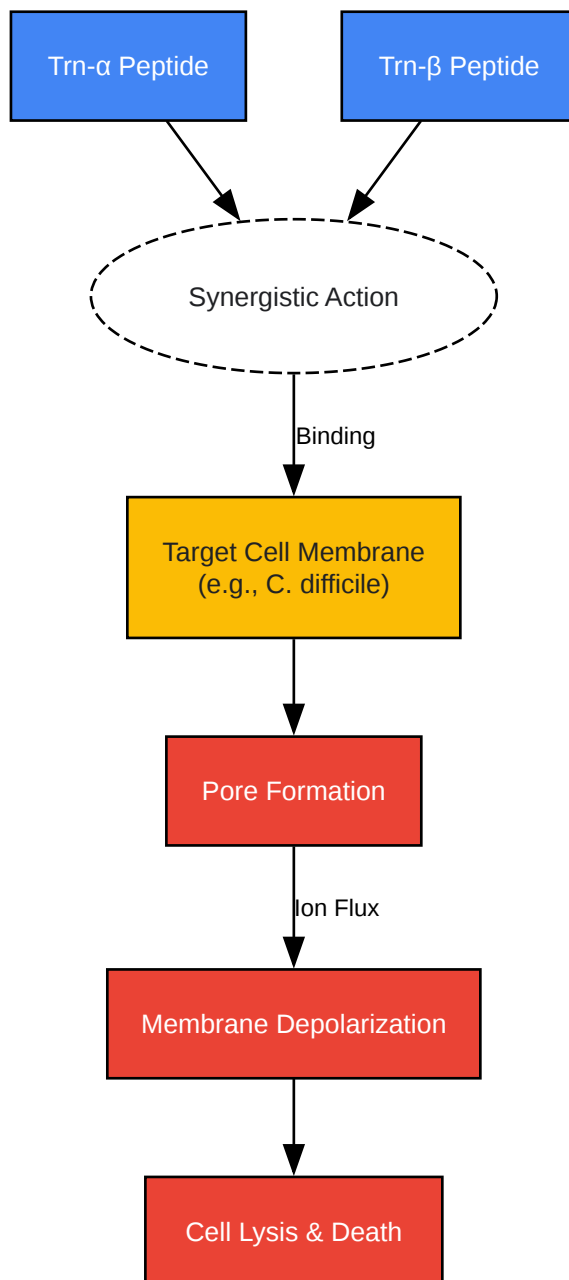 Trn-α Peptide
Trn-β Peptide
Synergistic Action
Binding
Target Cell Membrane
(e.g., C. difficile)
Pore Formation
Ion Flux
Membrane Depolarization
Cell Lysis & Death